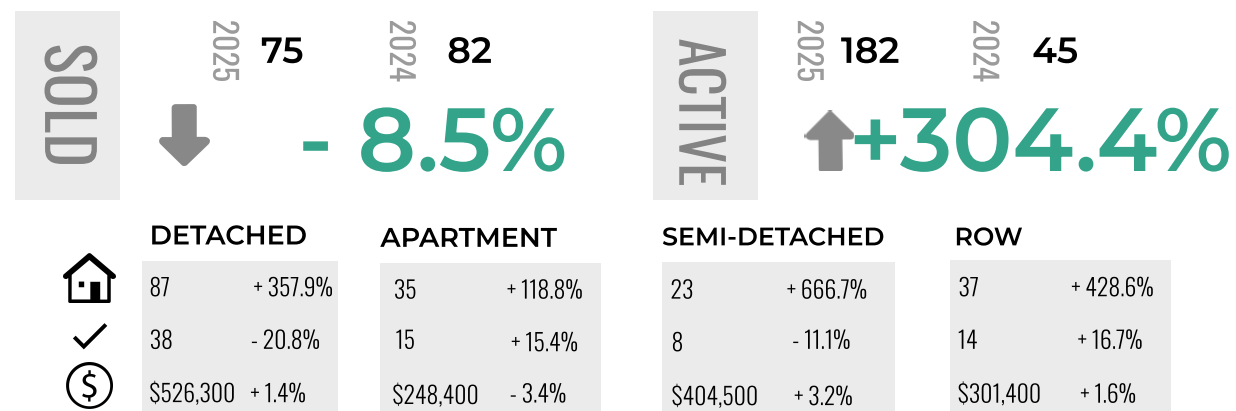 SOLD
2025 75 2024 82
- 8.5%
ACTIVE
2025 182 2024 45
+304.4%
DETACHED APARTMENT SEMI-DETACHED ROW
87 + 357.9% 35 + 118.8% 23 + 666.7% 37 + 428.6%
38 - 20.8% 15 + 15.4% 8 - 11.1% 14 + 16.7%
$526,300 + 1.4% $248,400 - 3.4% $404,500 + 3.2% $301,400 + 1.6%
$